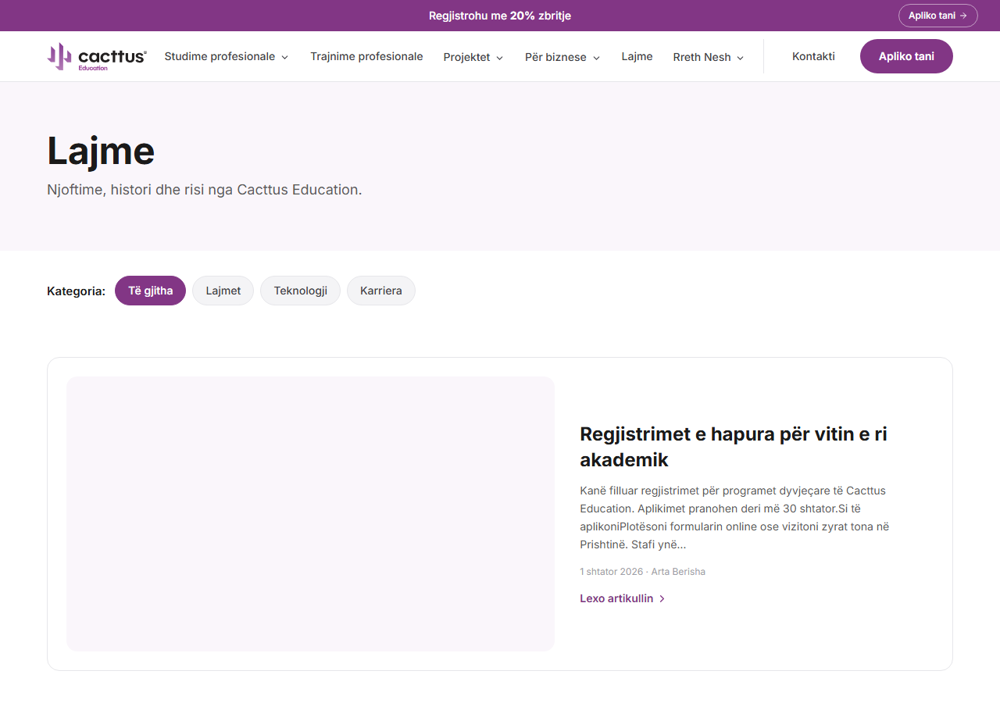 Regjistrohu me 20% zbritje
Apliko tani →
cacttus®
Education
Studime profesionale
Trajnime profesionale
Projektet
Për biznese
Lajme
Rreth Nesh
Kontakti
Apliko tani
Lajme
Njoftime, histori dhe risi nga Cacttus Education.
Kategoria:
Të gjitha
Lajmet
Teknologji
Karriera
Regjistrimet e hapura për vitin e ri
akademik
Kanë filluar regjistrimet për programet dyvjeçare të Cacttus
Education. Aplikimet pranohen deri më 30 shtator.Si të
aplikoniPlotësoni formularin online ose vizitoni zyrat tona në
Prishtinë. Stafi ynë...
1 shtator 2026 · Arta Berisha
Lexo artikullin